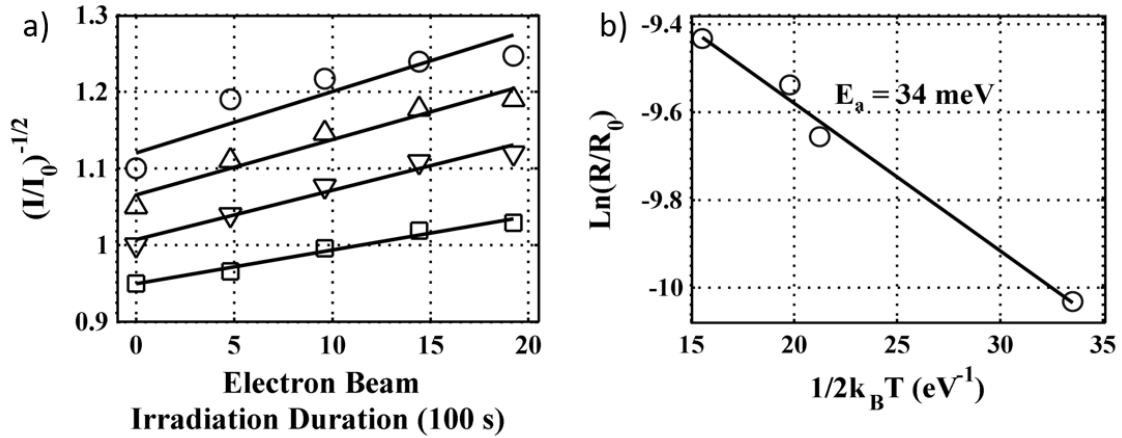 a)
(I/I0)-1/2
1.3
1.2
1.1
1
0.9
0 5 10 15 20
Electron Beam
Irradiation Duration (100 s)
b)
Ln(R/R0)
-9.4
-9.6
-9.8
-10
Ea = 34 meV
15 20 25 30 35
1/2kBT (eV-1)